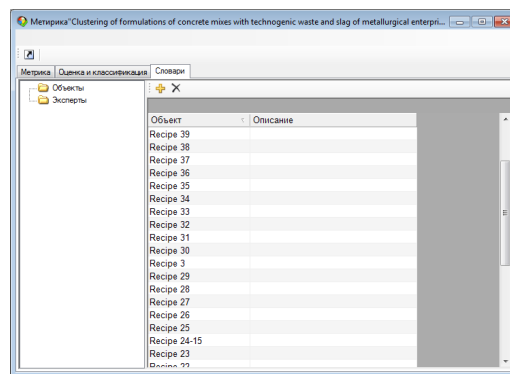 Метирика"Clustering of formulations of concrete mixes with technogenic waste and slag of metallurgical enterpri...
Метрика Оценка и классификация Словари
Объекты
Эксперты
Объект Описание
Recipe 39
Recipe 38
Recipe 37
Recipe 36
Recipe 35
Recipe 34
Recipe 33
Recipe 32
Recipe 31
Recipe 30
Recipe 3
Recipe 29
Recipe 28
Recipe 27
Recipe 26
Recipe 25
Recipe 24-15
Recipe 23
Recipe 22